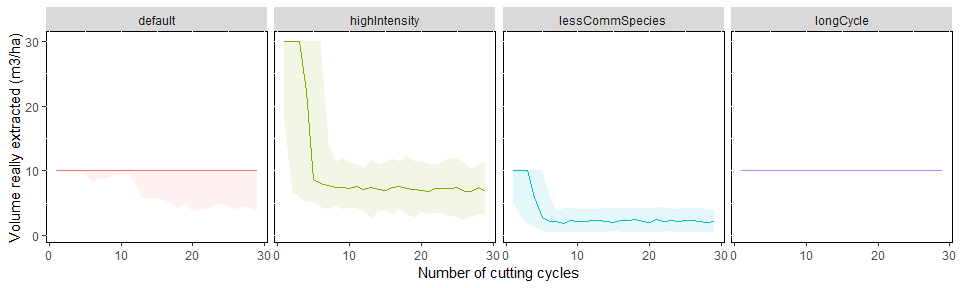 default highIntensity lessCommSpecies longCycle
Volume really extracted (m3/ha)
30
20
10
0
0 10 20 30 0 10 20 30 0 10 20 30 0 10 20 30
Number of cutting cycles